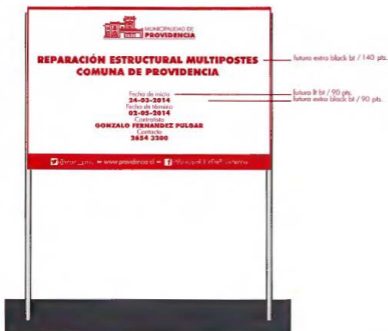 MUNICIPALIDAD DE
PROVIDENCIA
REPARACIÓN ESTRUCTURAL MULTIPOSTES
COMUNA DE PROVIDENCIA
futura extra black bt / 140 pts.
Fecha de inicio
24-03-2014
Fecha de término
02-05-2014
Contratista
GONZALO FERNANDEZ PULGAR
Contacto
2654 3200
futura lt bt / 90 pts.
futura extra black bt / 90 pts.
www.providencia.cl